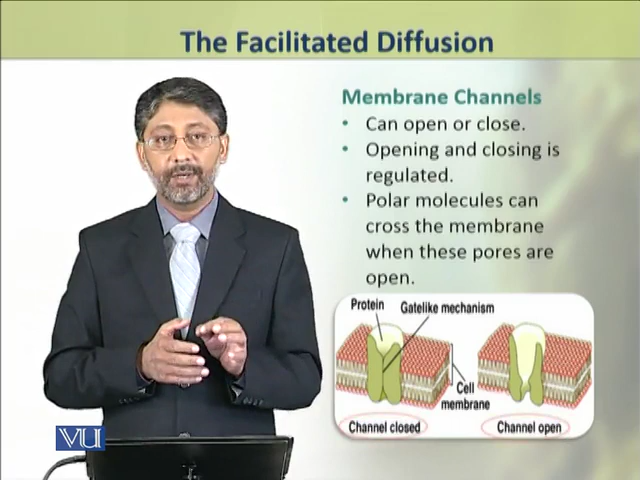 The Facilitated Diffusion
Membrane Channels
• Can open or close.
• Opening and closing is
regulated.
• Polar molecules can
cross the membrane
when these pores are
open.
Protein
Gatelike mechanism
Cell
membrane
Channel closed
Channel open
VU